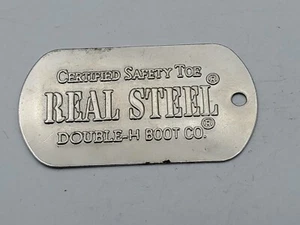 Certified Safety Toe
REAL STEEL®
DOUBLE-H BOOT CO.®